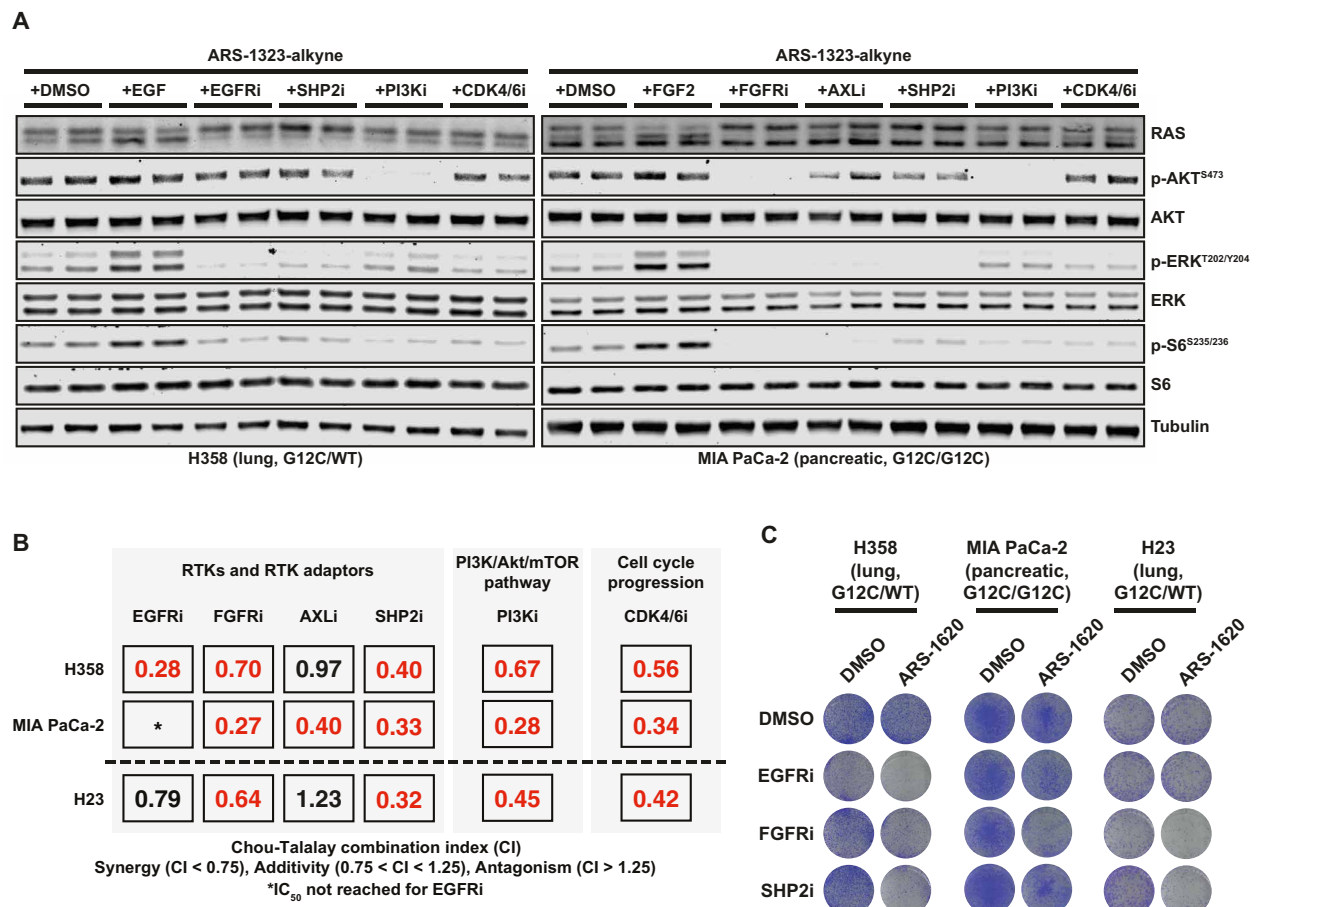 A
ARS-1323-alkyne
+DMSO +EGF +EGFRi +SHP2i +PI3Ki +CDK4/6i
ARS-1323-alkyne
+DMSO +FGF2 +FGFRi +AXLi +SHP2i +PI3Ki +CDK4/6i
RAS
p-AKTS473
AKT
p-ERKT202/Y204
ERK
p-S6S235/236
S6
Tubulin
H358 (lung, G12C/WT)
MIA PaCa-2 (pancreatic, G12C/G12C)
B
RTKs and RTK adaptors
PI3K/Akt/mTOR
pathway
Cell cycle
progression
EGFRi FGFRi AXLi SHP2i PI3Ki CDK4/6i
H358 0.28 0.70 0.97 0.40 0.67 0.56
MIA PaCa-2 * 0.27 0.40 0.33 0.28 0.34
H23 0.79 0.64 1.23 0.32 0.45 0.42
Chou-Talalay combination index (CI)
Synergy (CI < 0.75), Additivity (0.75 < CI < 1.25), Antagonism (CI > 1.25)
*IC50 not reached for EGFRi
C
H358
(lung,
G12C/WT)
MIA PaCa-2
(pancreatic,
G12C/G12C)
H23
(lung,
G12C/WT)
DMSO ARS-1620 DMSO ARS-1620 DMSO ARS-1620
DMSO
EGFRi
FGFRi
SHP2i